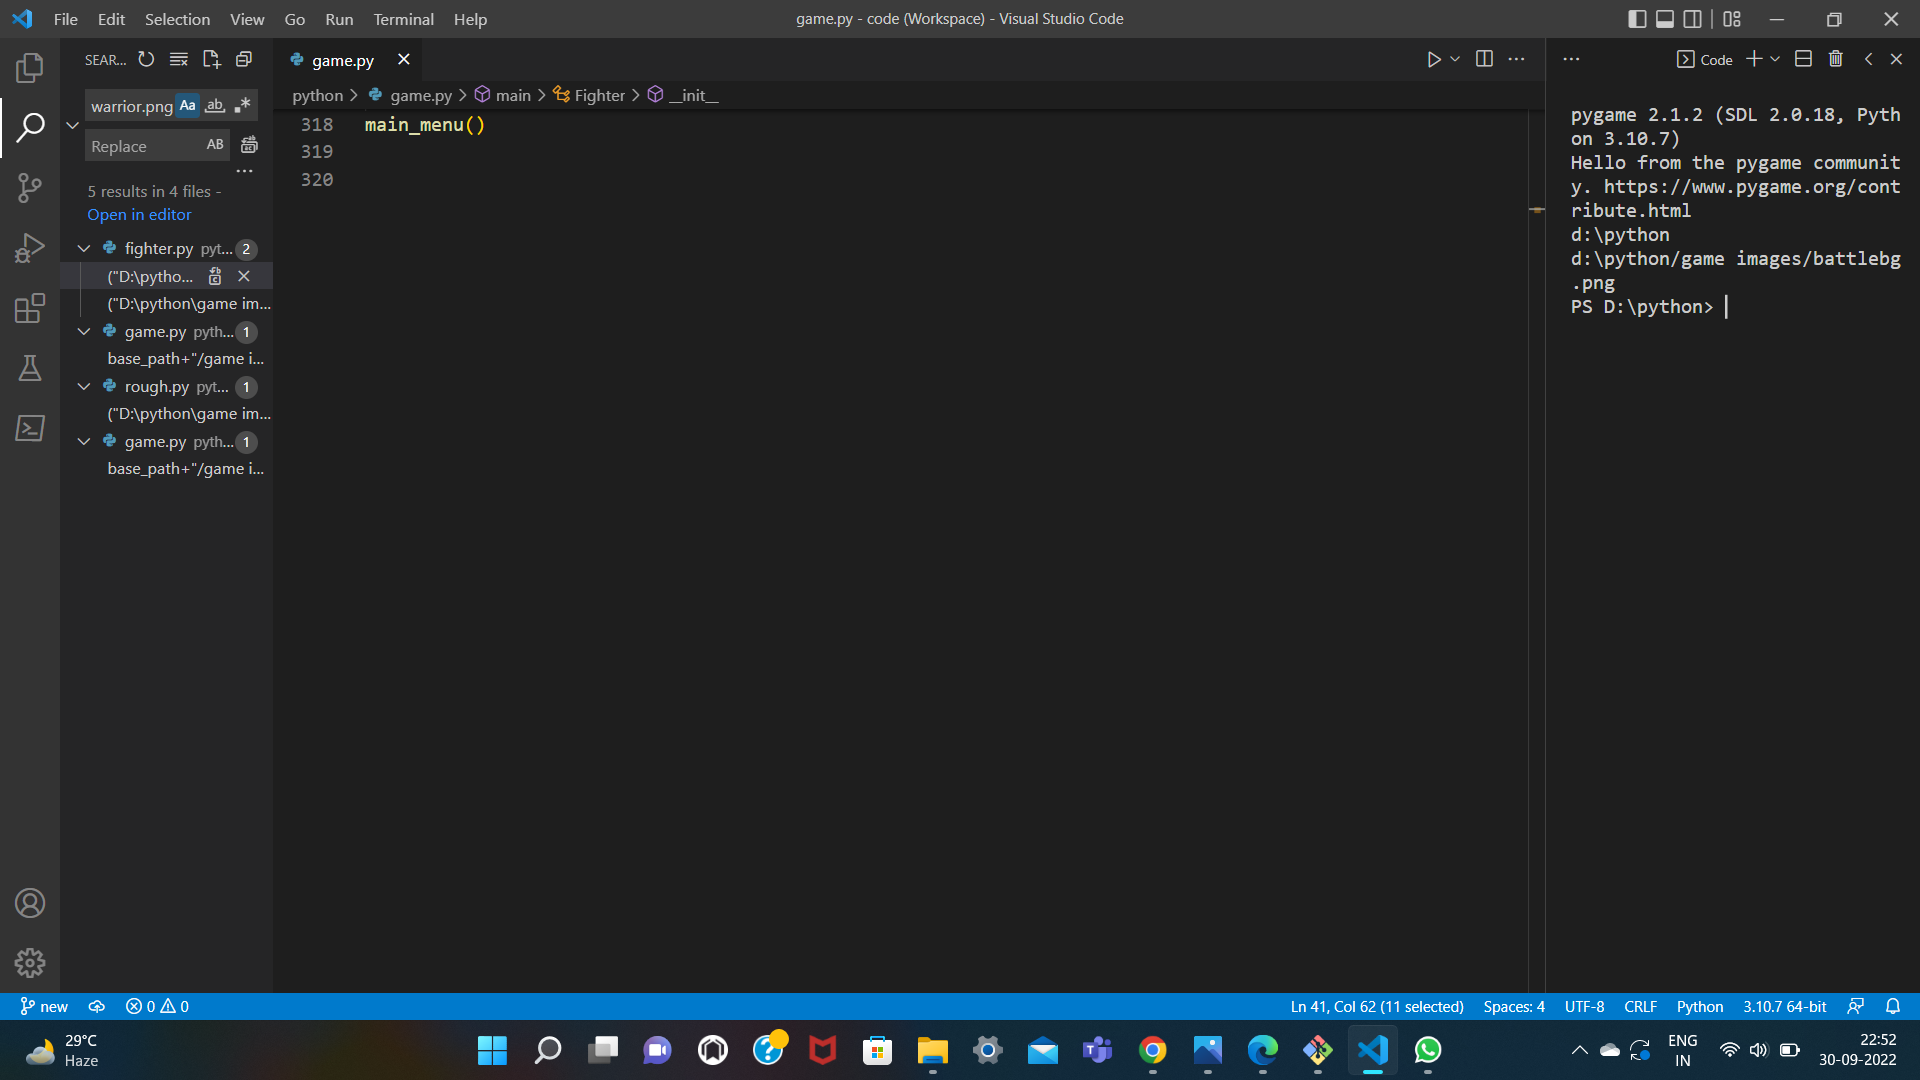 File Edit Selection View Go Run Terminal Help
game.py - code (Workspace) - Visual Studio Code
SEAR...
game.py
Code
warrior.png Aa ab
Replace AB
5 results in 4 files -
Open in editor
fighter.py pyt... 2
("D:\pytho...
("D:\python\game im...
game.py pyth... 1
base_path+"/game i...
rough.py pyt... 1
("D:\python\game im...
game.py pyth... 1
base_path+"/game i...
python > game.py > main > Fighter > __init__
318 main_menu()
319
320
pygame 2.1.2 (SDL 2.0.18, Pyth
on 3.10.7)
Hello from the pygame communit
y. https://www.pygame.org/cont
ribute.html
d:\python
d:\python/game images/battlebg
.png
PS D:\python>
new 0 0
Ln 41, Col 62 (11 selected) Spaces: 4 UTF-8 CRLF Python 3.10.7 64-bit
29°C
Haze
ENG
IN
22:52
30-09-2022